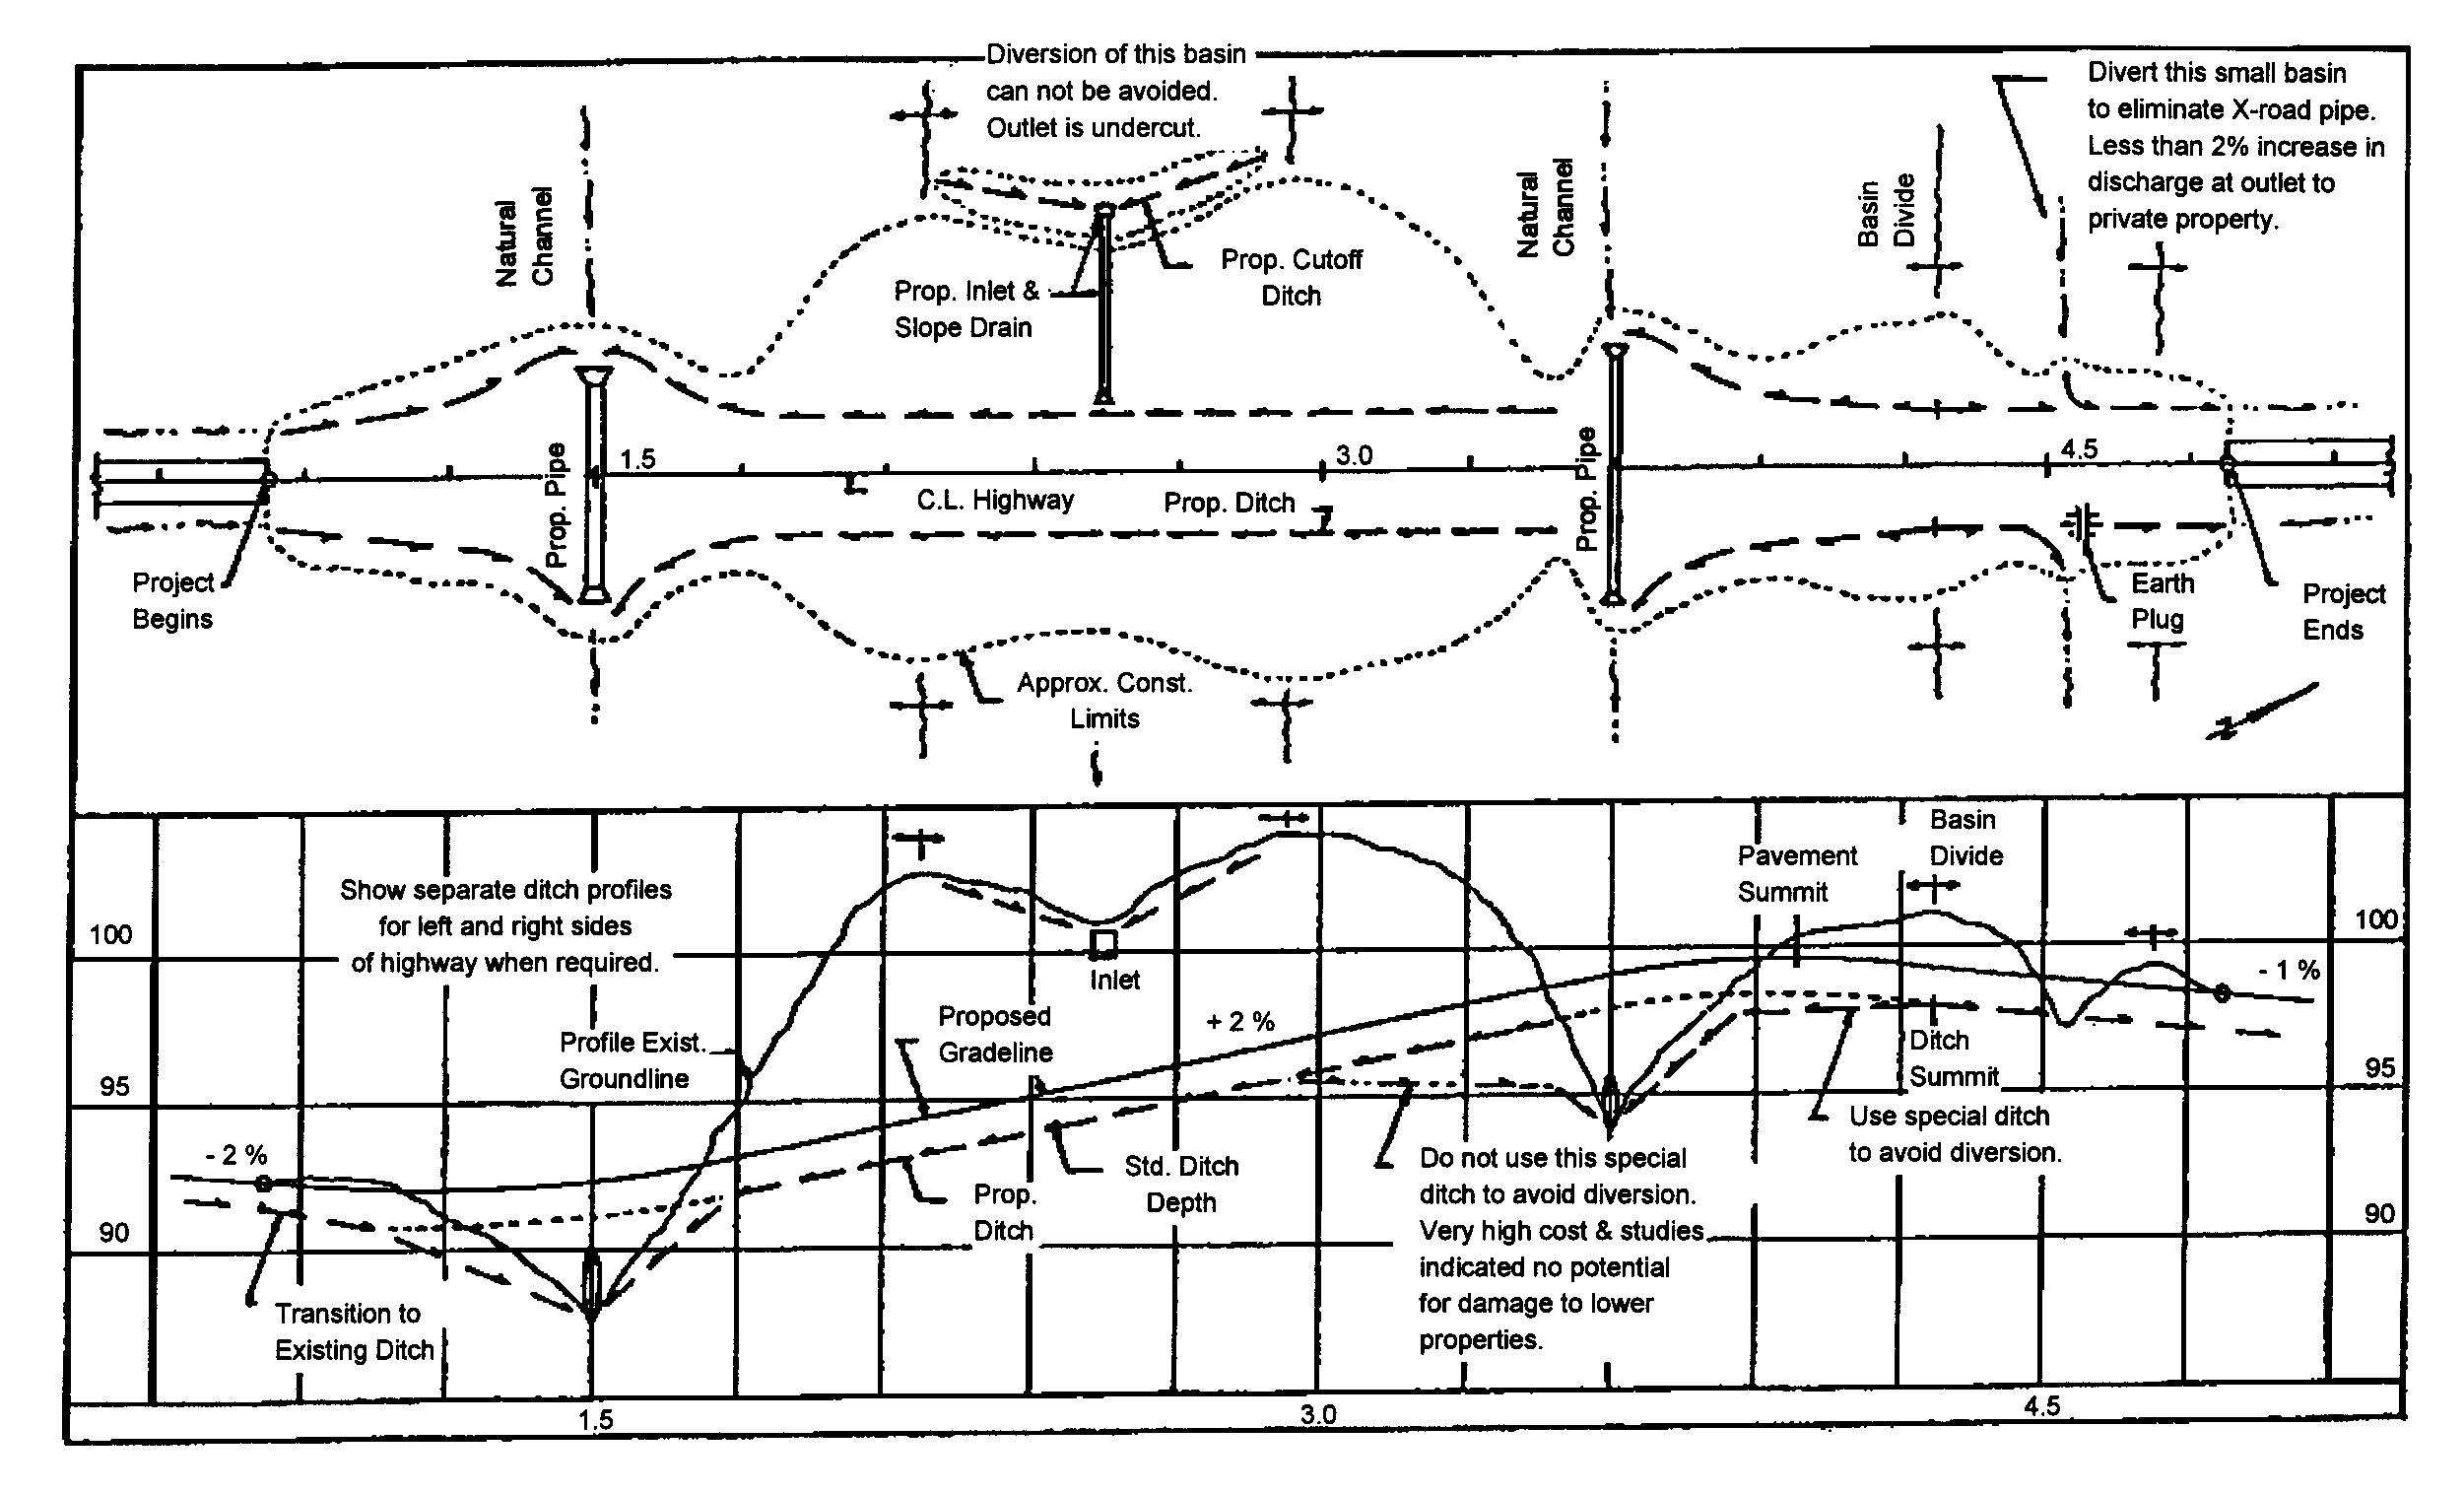 Diversion of this basin
can not be avoided.
Outlet is undercut.
Divert this small basin
to eliminate X-road pipe.
Less than 2% increase in
discharge at outlet to
private property.
Natural
Channel
Natural
Channel
Basin
Divide
Prop. Inlet &
Slope Drain
Prop. Cutoff
Ditch
Prop. Pipe
1.5
3.0
Prop. Pipe
4.5
C.L. Highway
Prop. Ditch
Project
Begins
Earth
Plug
Project
Ends
Approx. Const.
Limits
Show separate ditch profiles
for left and right sides
of highway when required.
Pavement
Summit
Basin
Divide
100
100
Inlet
- 1 %
Profile Exist.
Groundline
Proposed
Gradeline
+ 2 %
Ditch
Summit
95
95
Use special ditch
to avoid diversion.
- 2 %
Std. Ditch
Depth
Prop.
Ditch
Do not use this special
ditch to avoid diversion.
Very high cost & studies
indicated no potential
for damage to lower
properties.
90
90
Transition to
Existing Ditch
1.5
3.0
4.5